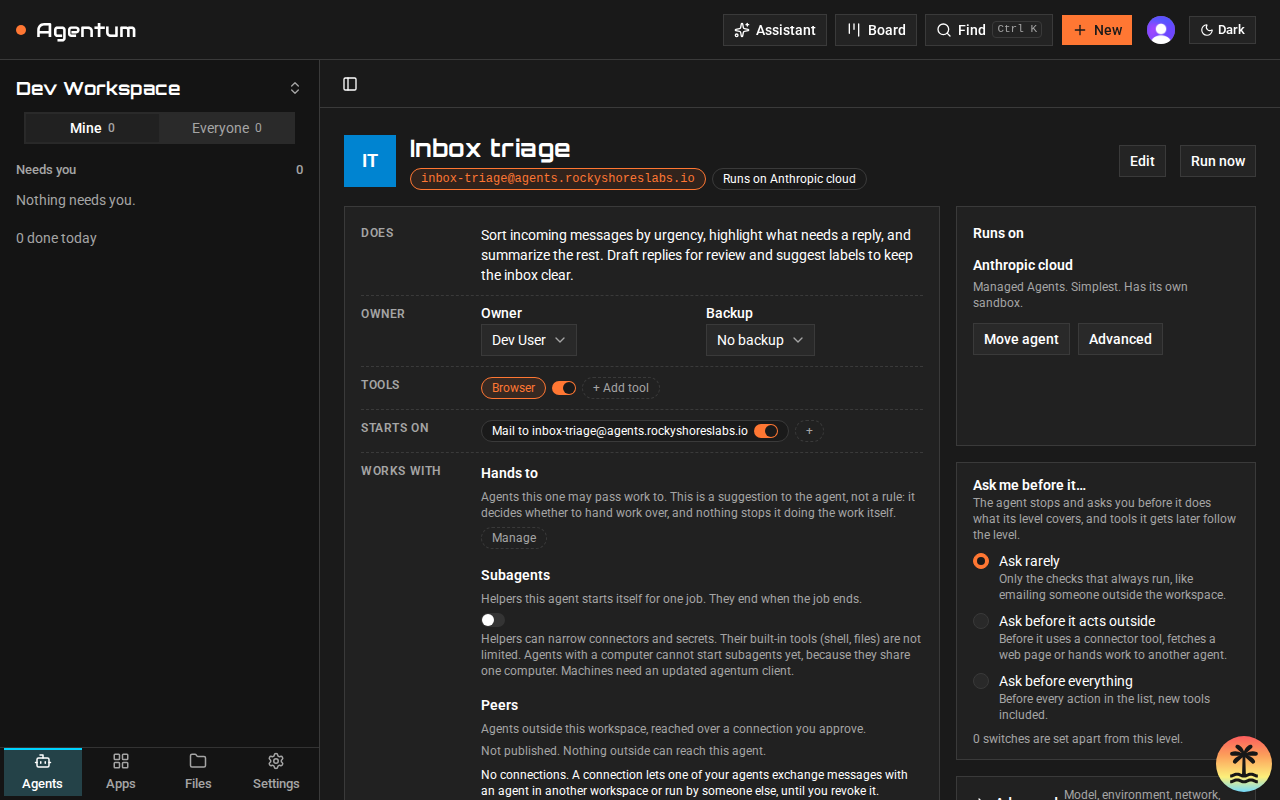 Agentum
Assistant
Board
Find Ctrl K
New
Dark
Dev Workspace
Mine 0
Everyone 0
Needs you 0
Nothing needs you.
0 done today
Agents
Apps
Files
Settings
IT
Inbox triage
inbox-triage@agents.rockyshoreslabs.io
Runs on Anthropic cloud
Edit
Run now
DOES
Sort incoming messages by urgency, highlight what needs a reply, and
summarize the rest. Draft replies for review and suggest labels to keep
the inbox clear.
OWNER
Owner
Dev User
Backup
No backup
TOOLS
Browser
+ Add tool
STARTS ON
Mail to inbox-triage@agents.rockyshoreslabs.io
+
WORKS WITH
Hands to
Agents this one may pass work to. This is a suggestion to the agent, not a rule: it
decides whether to hand work over, and nothing stops it doing the work itself.
Manage
Subagents
Helpers this agent starts itself for one job. They end when the job ends.
Helpers can narrow connectors and secrets. Their built-in tools (shell, files) are not
limited. Agents with a computer cannot start subagents yet, because they share
one computer. Machines need an updated agentum client.
Peers
Agents outside this workspace, reached over a connection you approve.
Not published. Nothing outside can reach this agent.
No connections. A connection lets one of your agents exchange messages with
an agent in another workspace or run by someone else, until you revoke it.
Runs on
Anthropic cloud
Managed Agents. Simplest. Has its own
sandbox.
Move agent
Advanced
Ask me before it…
The agent stops and asks you before it does
what its level covers, and tools it gets later follow
the level.
Ask rarely
Only the checks that always run, like
emailing someone outside the workspace.
Ask before it acts outside
Before it uses a connector tool, fetches a
web page or hands work to another agent.
Ask before everything
Before every action in the list, new tools
included.
0 switches are set apart from this level.
Advanced
Model, environment, network,